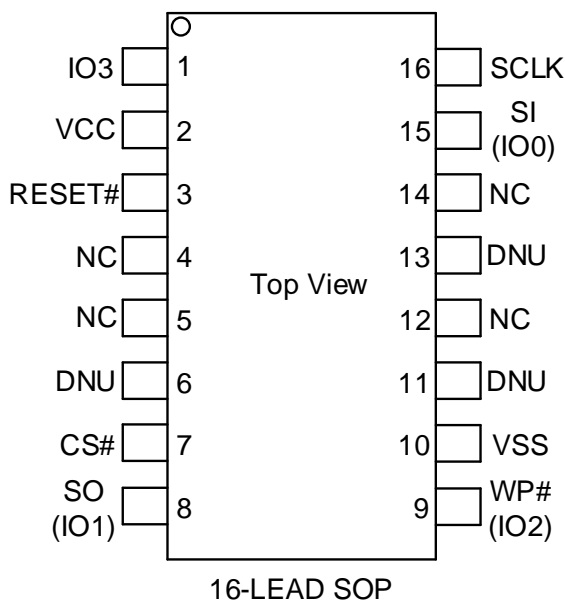 IO3 1 16 SCLK
VCC 2 15 SI
(IO0)
RESET# 3 14 NC
NC 4 13 DNU
Top View
NC 5 12 NC
DNU 6 11 DNU
CS# 7 10 VSS
SO 8 9 WP#
(IO1) (IO2)
16-LEAD SOP